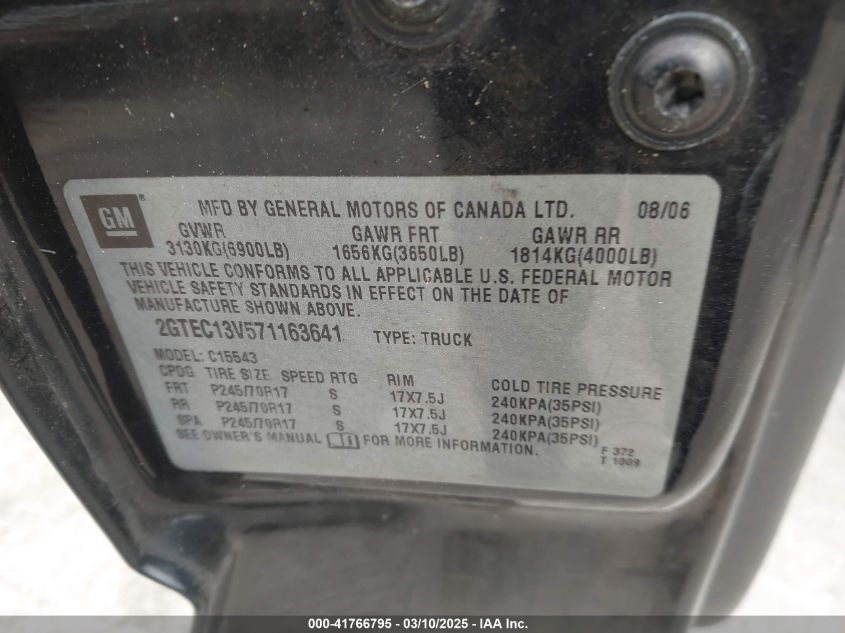 GM ®
MFD BY GENERAL MOTORS OF CANADA LTD. 08/06
GVWR GAWR FRT GAWR RR
3130KG(6900LB) 1656KG(3650LB) 1814KG(4000LB)
THIS VEHICLE CONFORMS TO ALL APPLICABLE U.S. FEDERAL MOTOR
VEHICLE SAFETY STANDARDS IN EFFECT ON THE DATE OF
MANUFACTURE SHOWN ABOVE.
2GTEC13V571163641 TYPE: TRUCK
MODEL: C15543
CPDG TIRE SIZE SPEED RTG RIM COLD TIRE PRESSURE
FRT P245/70R17 S 17X7.5J 240KPA(35PSI)
RR P245/70R17 S 17X7.5J 240KPA(35PSI)
SPA P245/70R17 S 17X7.5J 240KPA(35PSI)
SEE OWNER'S MANUAL FOR MORE INFORMATION.
F 372
T 1009
000-41766795 - 03/10/2025 - IAA Inc.